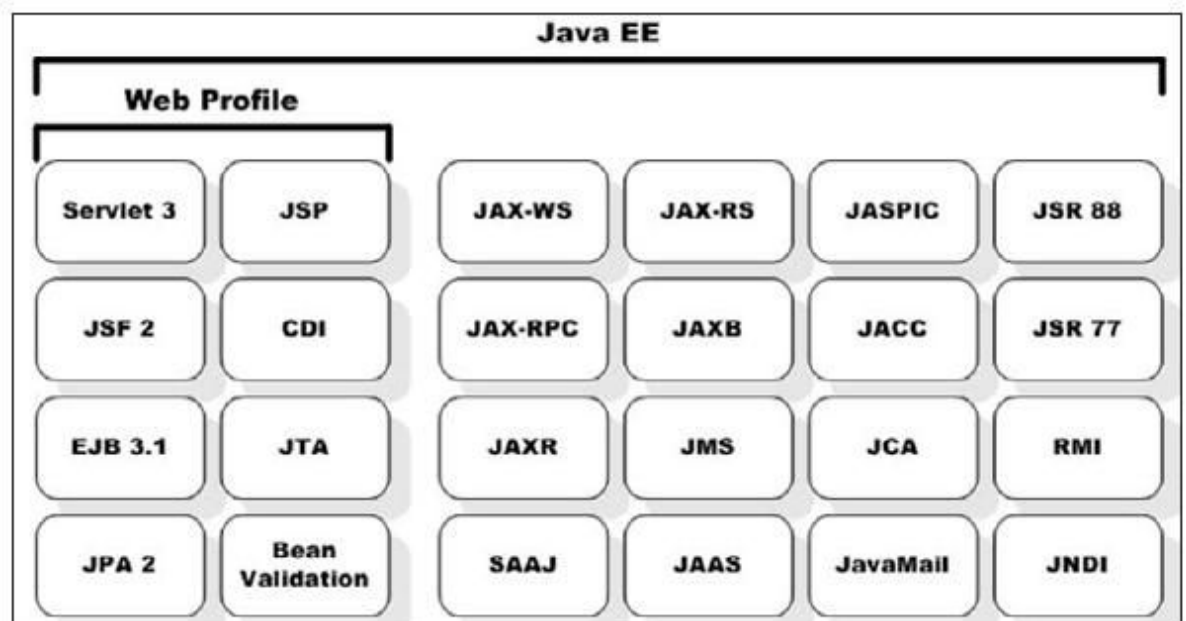 Java EE
Web Profile
Servlet 3
JSP
JAX-WS
JAX-RS
JASPIC
JSR 88
JSF 2
CDI
JAX-RPC
JAXB
JACC
JSR 77
EJB 3.1
JTA
JAXR
JMS
JCA
RMI
JPA 2
Bean
Validation
SAAJ
JAAS
JavaMail
JNDI